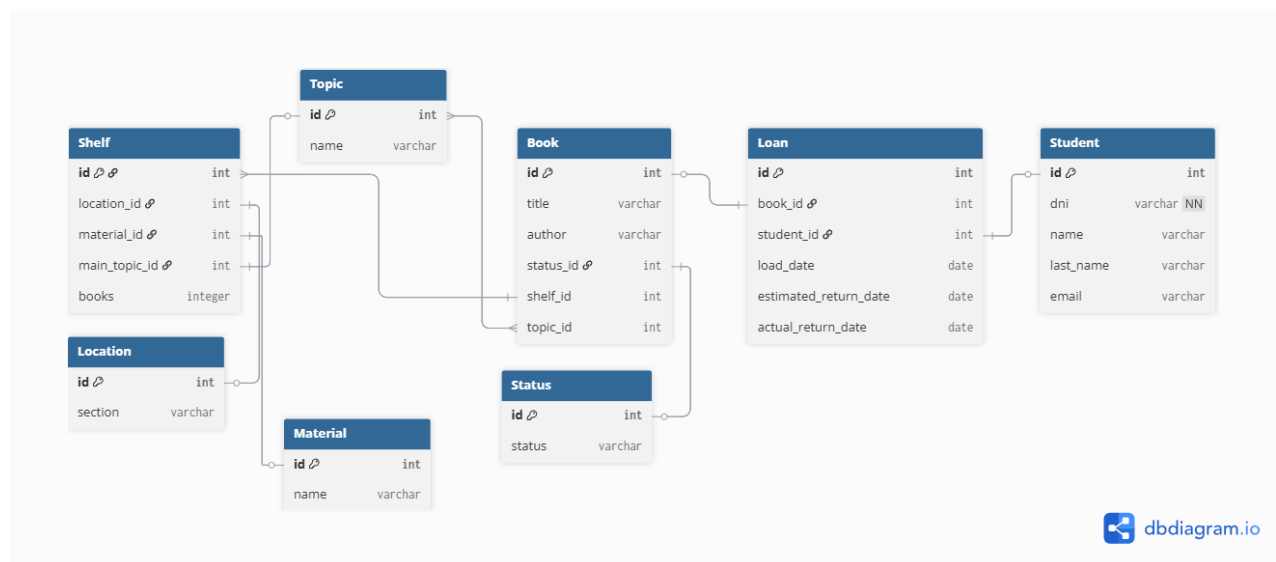 Topic
id int
name varchar
Shelf
id int
location_id int
material_id int
main_topic_id int
books integer
Book
id int
title varchar
author varchar
status_id int
shelf_id int
topic_id int
Loan
id int
book_id int
student_id int
load_date date
estimated_return_date date
actual_return_date date
Student
id int
dni varchar NN
name varchar
last_name varchar
email varchar
Location
id int
section varchar
Status
id int
status varchar
Material
id int
name varchar
dbdiagram.io